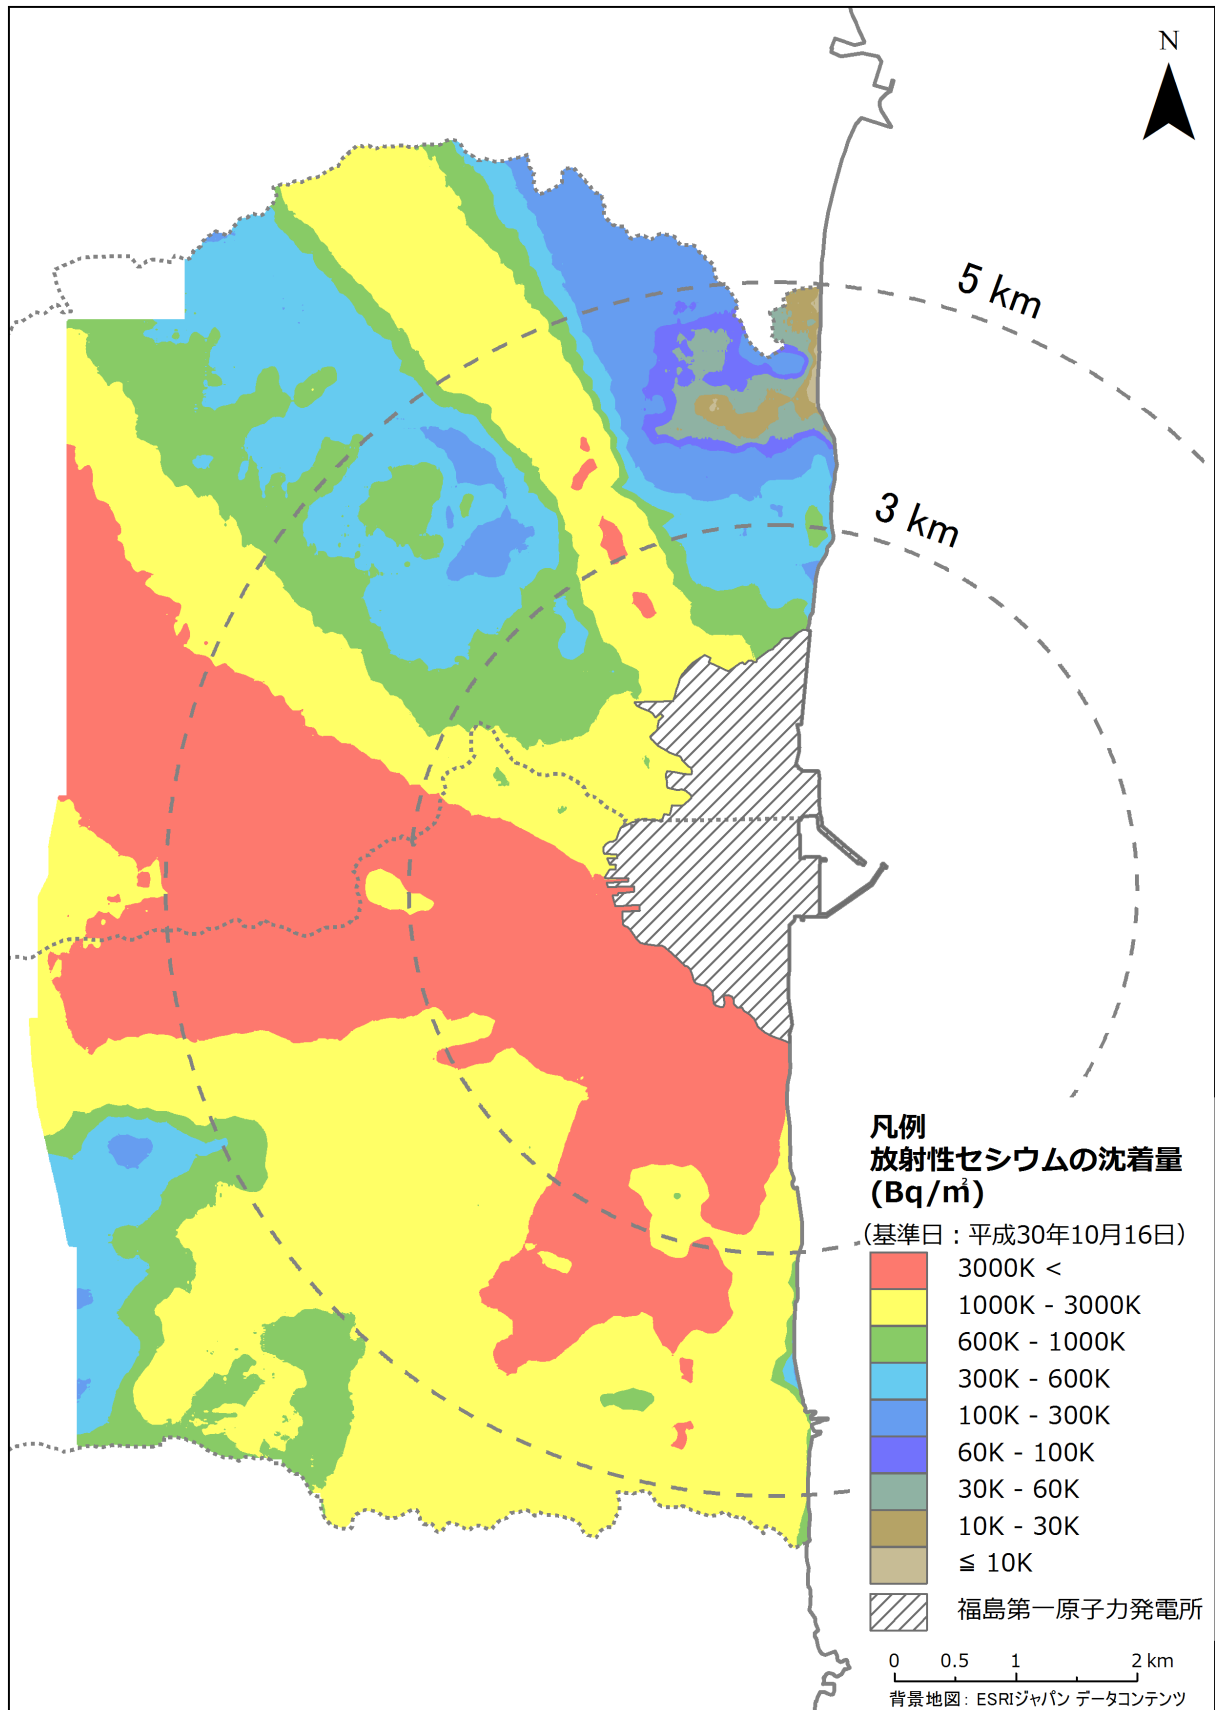 N
5 km
3 km
凡例
放射性セシウムの沈着量
(Bq/㎡)
(基準日：平成30年10月16日)
3000K <
1000K - 3000K
600K - 1000K
300K - 600K
100K - 300K
60K - 100K
30K - 60K
10K - 30K
≦ 10K
福島第一原子力発電所
0 0.5 1 2 km
背景地図： ESRIジャパン データコンテンツ